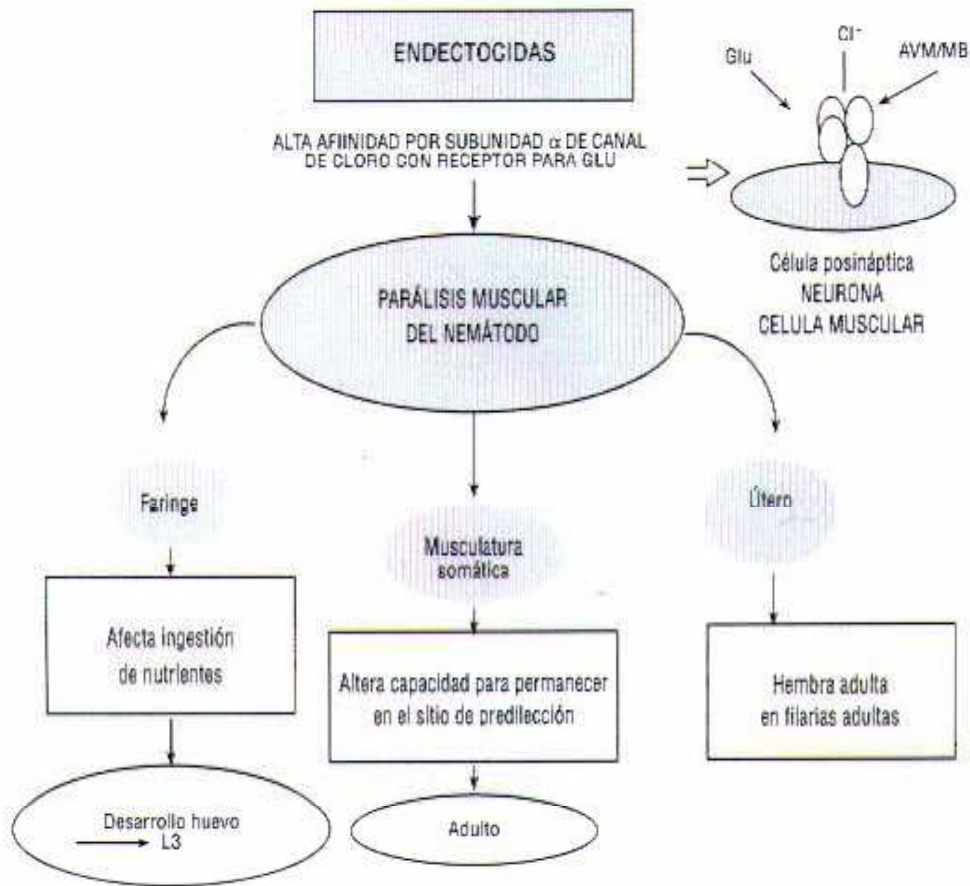 ENDECTOCIDAS
ALTA AFIINIDAD POR SUBUNIDAD α DE CANAL
DE CLORO CON RECEPTOR PARA GLU
Glu
Cl⁻
AVM/MB
Célula posináptica
NEURONA
CELULA MUSCULAR
PARÁLISIS MUSCULAR
DEL NEMÁTODO
Faringe
Musculatura
somática
Útero
Afecta ingestión
de nutrientes
Altera capacidad para permanecer
en el sitio de predilección
Hembra adulta
en filarias adultas
Desarrollo huevo
L3
Adulto